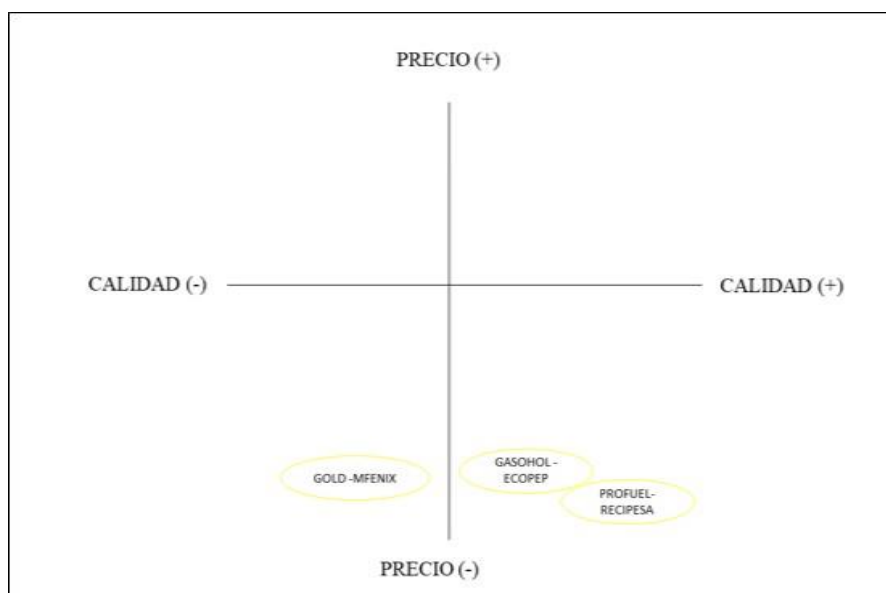 PRECIO (+)
CALIDAD (-)
CALIDAD (+)
GOLD -MFENIX
GASOHOL -
ECOPEP
PROFUEL-
RECIPESA
PRECIO (-)